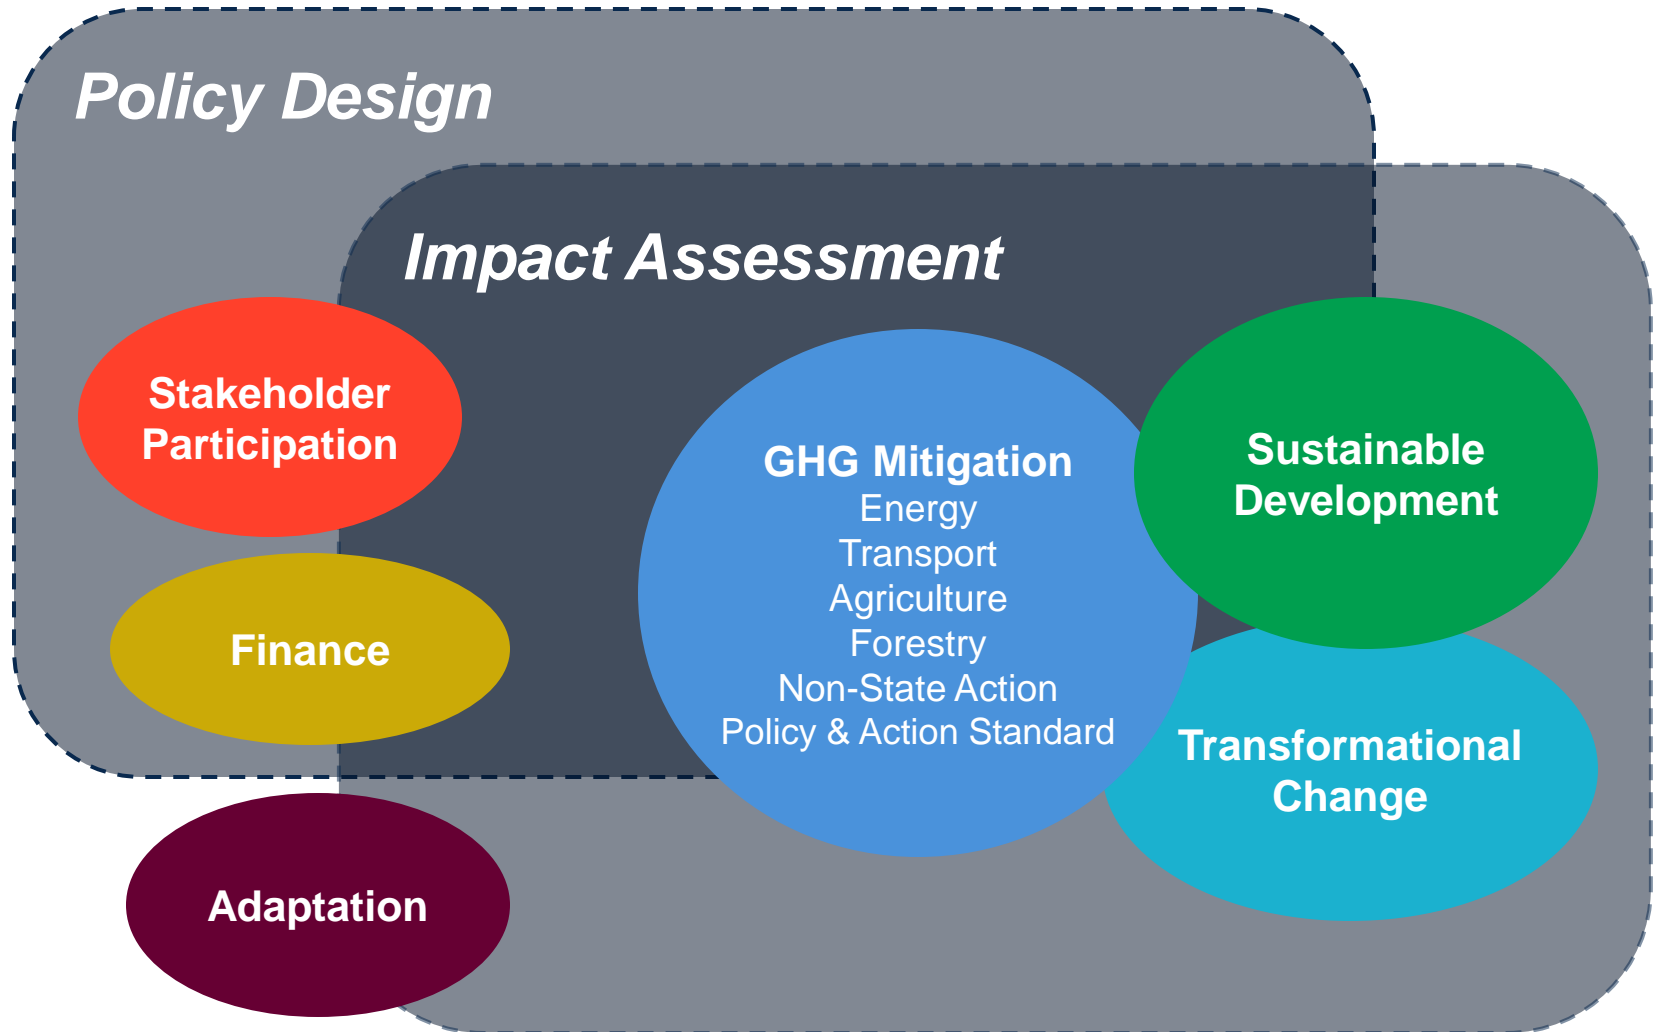 Policy Design
Impact Assessment
Stakeholder
Participation
Finance
Adaptation
GHG Mitigation
Energy
Transport
Agriculture
Forestry
Non-State Action
Policy & Action Standard
Sustainable
Development
Transformational
Change